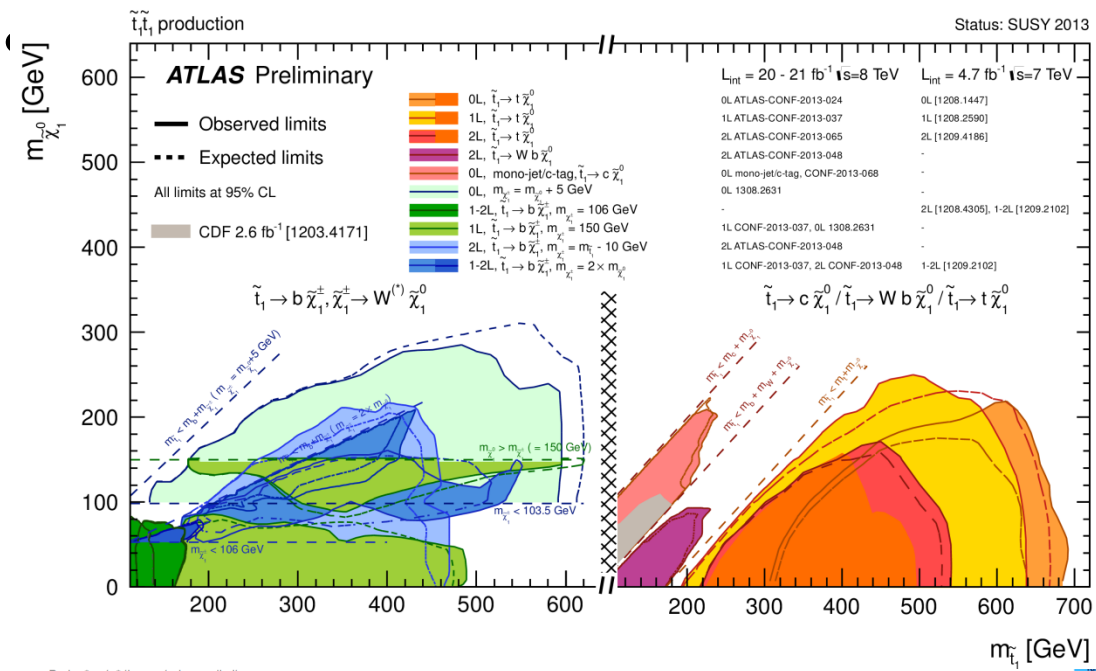 t̃₁t̃₁ production
Status: SUSY 2013
m_χ̃₁⁰ [GeV]
600
500
400
300
200
100
0
ATLAS Preliminary
Observed limits
Expected limits
All limits at 95% CL
CDF 2.6 fb⁻¹ [1203.4171]
0L, t̃₁→ t χ̃₁⁰
1L, t̃₁→ t χ̃₁⁰
2L, t̃₁→ t χ̃₁⁰
2L, t̃₁→ W b χ̃₁⁰
0L, mono-jet/c-tag, t̃₁→ c χ̃₁⁰
0L, m_χ̃₁± = m_χ̃₁⁰ + 5 GeV
1-2L, t̃₁→ b χ̃₁±, m_χ̃₁± = 106 GeV
1L, t̃₁→ b χ̃₁±, m_χ̃₁± = 150 GeV
2L, t̃₁→ b χ̃₁±, m_χ̃₁± = m_t̃₁ - 10 GeV
1-2L, t̃₁→ b χ̃₁±, m_χ̃₁± = 2 × m_χ̃₁⁰
L_int = 20 - 21 fb⁻¹ √s=8 TeV
0L ATLAS-CONF-2013-024
1L ATLAS-CONF-2013-037
2L ATLAS-CONF-2013-065
2L ATLAS-CONF-2013-048
0L mono-jet/c-tag, CONF-2013-068
0L 1308.2631
-
1L CONF-2013-037, 0L 1308.2631
2L ATLAS-CONF-2013-048
1L CONF-2013-037, 2L CONF-2013-048
L_int = 4.7 fb⁻¹ √s=7 TeV
0L [1208.1447]
1L [1208.2590]
2L [1209.4186]
-
-
-
2L [1208.4305], 1-2L [1209.2102]
-
-
1-2L [1209.2102]
t̃₁→ b χ̃₁±, χ̃₁±→ W⁽*⁾ χ̃₁⁰
t̃₁→ c χ̃₁⁰ / t̃₁→ W b χ̃₁⁰ / t̃₁→ t χ̃₁⁰
m_t̃₁ < m_b + m_χ̃₁± ( m_χ̃₁± = m_χ̃₁⁰ +5 GeV)
m_χ̃₁⁰ > m_χ̃₁± ( = 150 GeV )
m_χ̃₁± < 103.5 GeV
m_χ̃₁± < 106 GeV
m_t̃₁ < m_c + m_χ̃₁⁰
m_t̃₁ < m_b + m_W + m_χ̃₁⁰
m_t̃₁ < m_t + m_χ̃₁⁰
200
300
400
500
600
200
300
400
500
600
700
m_t̃₁ [GeV]